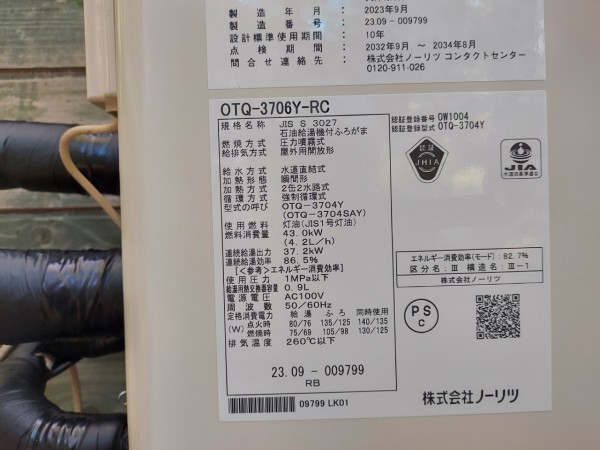 製造年月 : 2023年9月
製造番号 : 23.09 -009799
設計標準使用期間 : 10年
点検期間 : 2032年9月 ～ 2034年8月
問合せ連絡先 : 株式会社ノーリツ コンタクトセンター
0120-911-026
OTQ-3706Y-RC
規格名称 JIS S 3027
石油給湯機付ふろがま
燃焼方式 圧力噴霧式
給排気方式 屋外用開放形
給水方式 水道直結式
加熱形態 瞬間形
加熱方式 2缶2水路式
循環方式 強制循環式
型式の呼び OTQ-3704Y
(OTQ-3704SAY)
使用燃料 灯油(JIS1号灯油)
燃料消費量 43.0kW
(4.2L/h)
連続給湯出力 37.2kW
連続給湯効率 86.5%
[<参考>エネルギー消費効率]
使用圧力 1MPa以下
給湯用熱交換器容量 0.9L
電源電圧 AC100V
周波数 50/60Hz
定格消費電力 給湯 ふろ 同時使用
(W) 点火時 80/76 135/125 140/135
燃焼時 75/69 105/98 130/125
排気温度 260℃以下
23.09 -009799
RB
09799 LK01
認証登録番号 OW1004
認証登録型式 OTQ-3704Y
認証
JHIA
JIA
水道法基準適合
エネルギー消費効率(モード) : 82.7%
区分名 : Ⅲ 構造名 : Ⅲ-1
株式会社ノーリツ
PS
C
株式会社ノーリツ